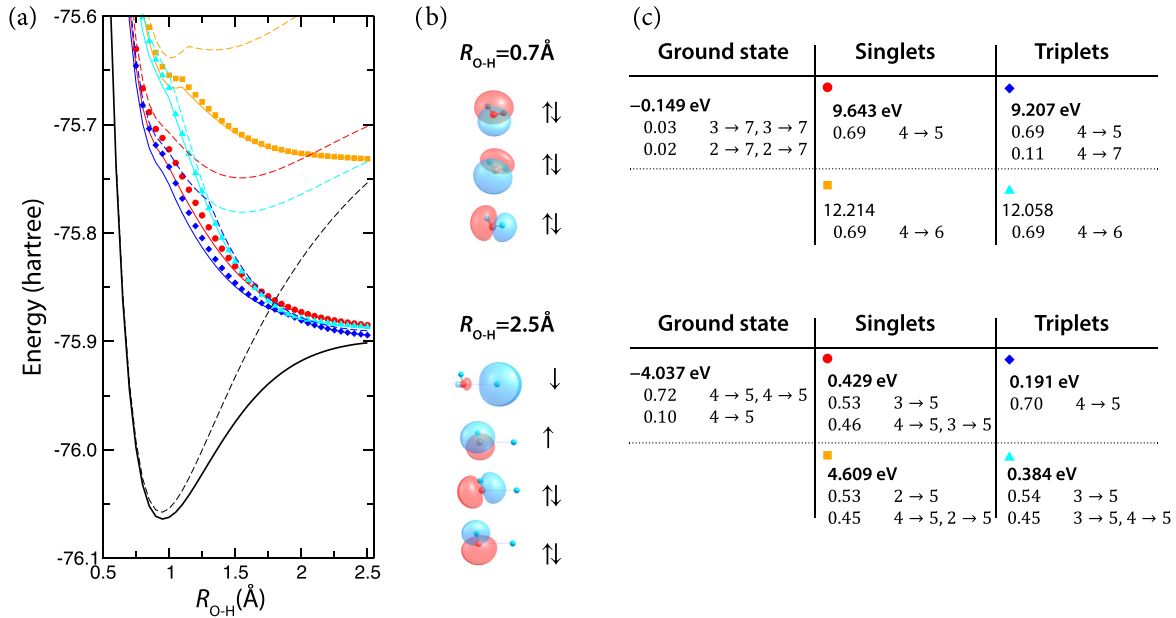 (a)
-75.6
-75.7
-75.8
-75.9
-76.0
-76.1
Energy (hartree)
0.5
1
1.5
2
2.5
R_O-H(Å)
(b)
R_O-H=0.7Å
↑↓
↑↓
↑↓
R_O-H=2.5Å
↓
↑
↑↓
↑↓
(c)
Ground state Singlets Triplets
−0.149 eV
0.03 3 → 7, 3 → 7
0.02 2 → 7, 2 → 7
9.643 eV
0.69 4 → 5
9.207 eV
0.69 4 → 5
0.11 4 → 7
12.214
0.69 4 → 6
12.058
0.69 4 → 6
Ground state Singlets Triplets
−4.037 eV
0.72 4 → 5, 4 → 5
0.10 4 → 5
0.429 eV
0.53 3 → 5
0.46 4 → 5, 3 → 5
0.191 eV
0.70 4 → 5
4.609 eV
0.53 2 → 5
0.45 4 → 5, 2 → 5
0.384 eV
0.54 3 → 5
0.45 3 → 5, 4 → 5